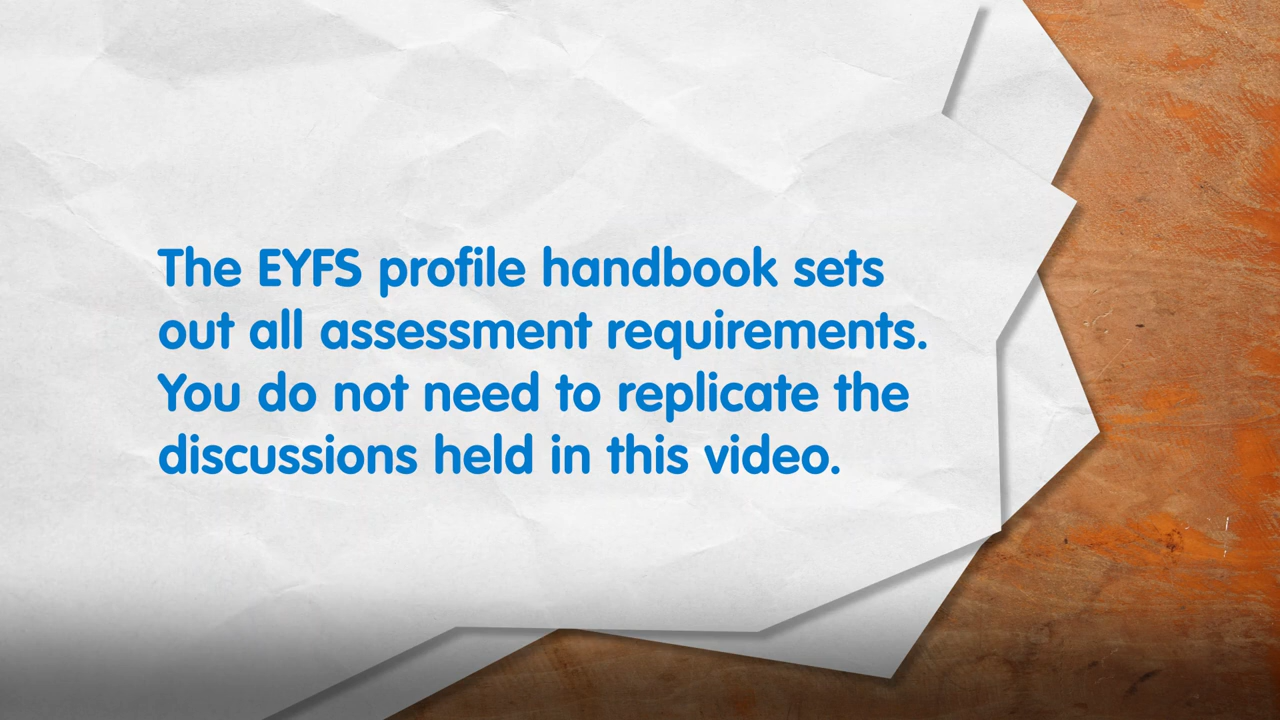 The EYFS profile handbook sets
out all assessment requirements.
You do not need to replicate the
discussions held in this video.